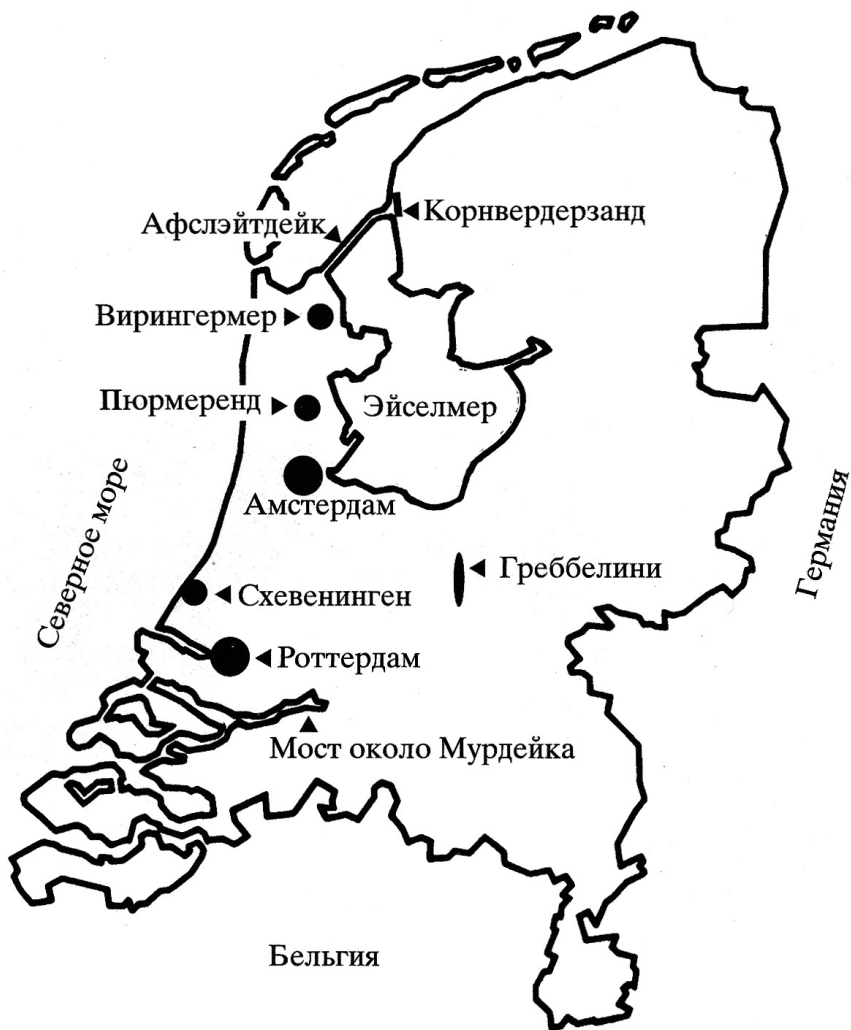 Корнвердерзанд
Афслэйтдейк
Вирингермер
Пюрмеренд
Эйселмер
Амстердам
Северное море
Германия
Греббелини
Схевенинген
Роттердам
Мост около Мурдейка
Бельгия